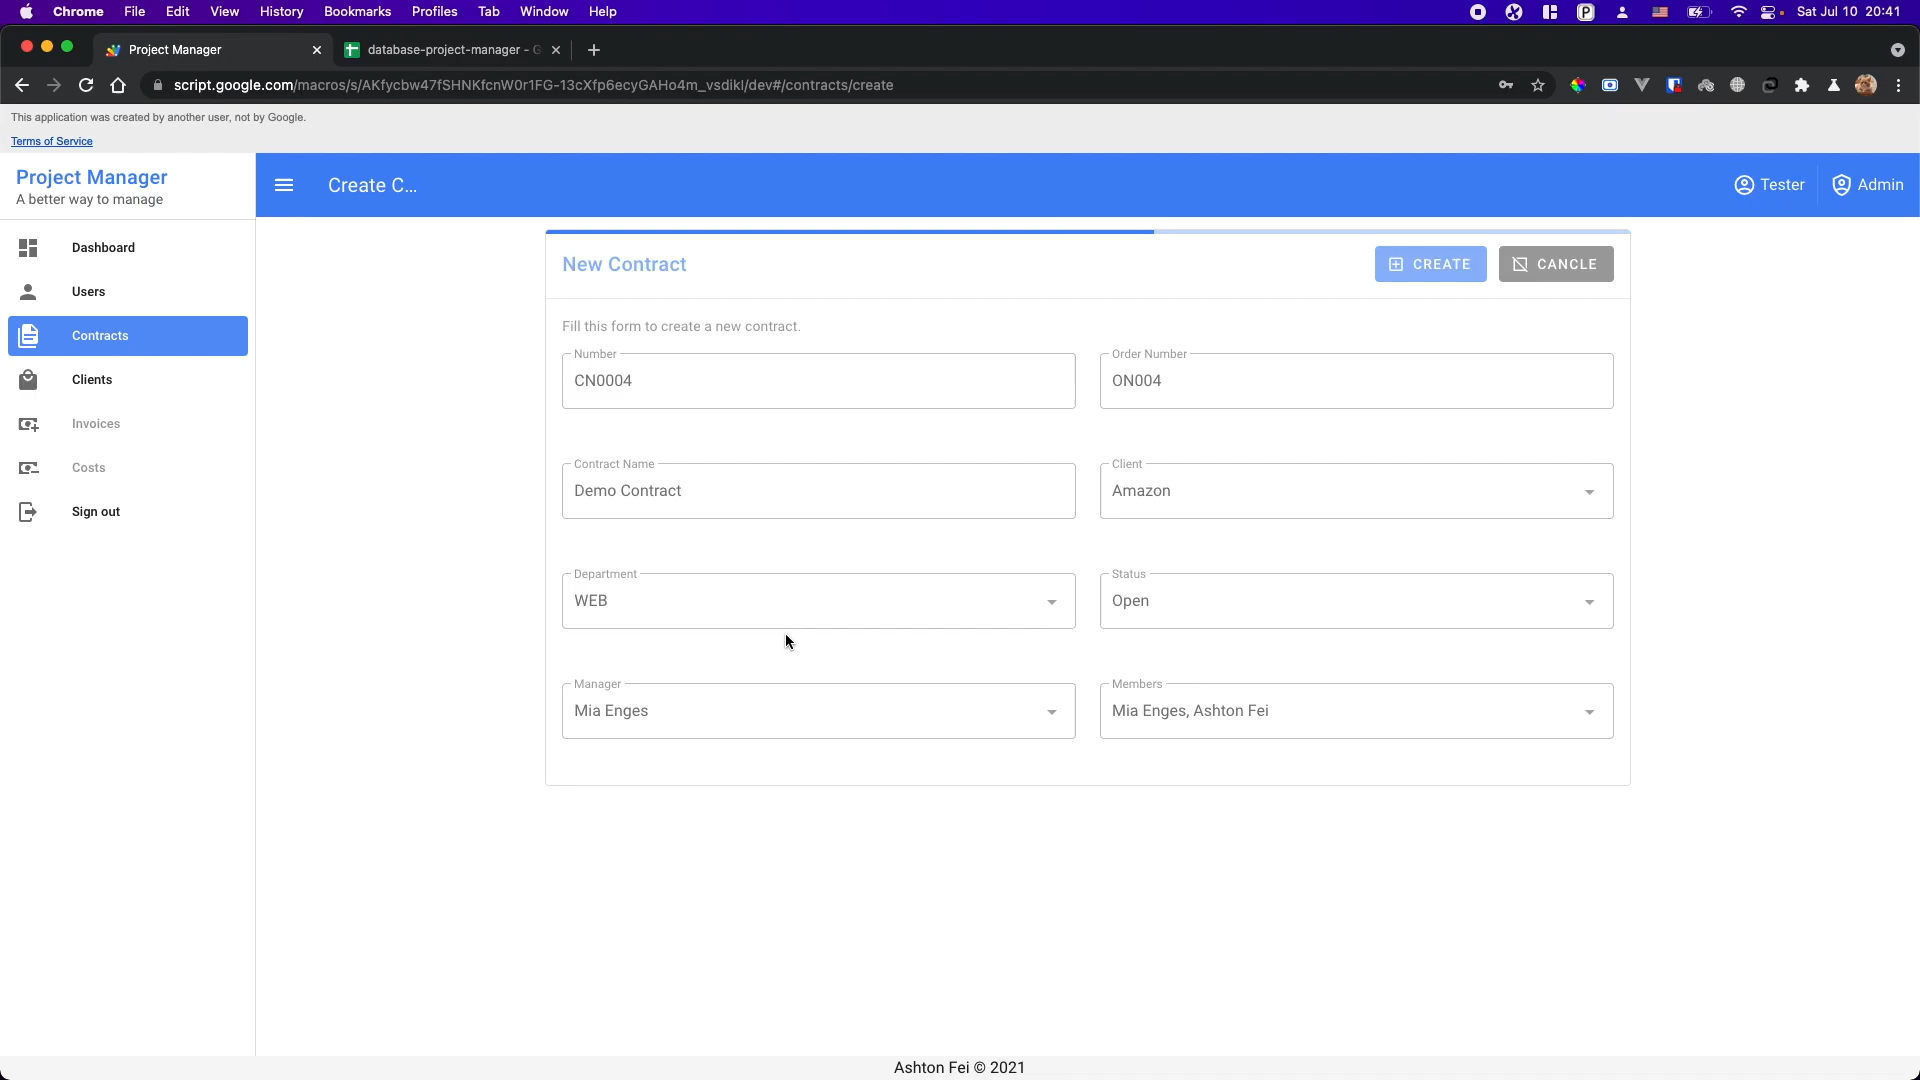 Chrome File Edit View History Bookmarks Profiles Tab Window Help
Sat Jul 10 20:41
Project Manager
database-project-manager - G
script.google.com/macros/s/AKfycbw47fSHNKfcnW0r1FG-13cXfp6ecyGAHo4m_vsdikI/dev#/contracts/create
This application was created by another user, not by Google.
Terms of Service
Project Manager
A better way to manage
Create C...
Tester
Admin
Dashboard
Users
Contracts
Clients
Invoices
Costs
Sign out
New Contract
CREATE
CANCLE
Fill this form to create a new contract.
Number
CN0004
Order Number
ON004
Contract Name
Demo Contract
Client
Amazon
Department
WEB
Status
Open
Manager
Mia Enges
Members
Mia Enges, Ashton Fei
Ashton Fei © 2021